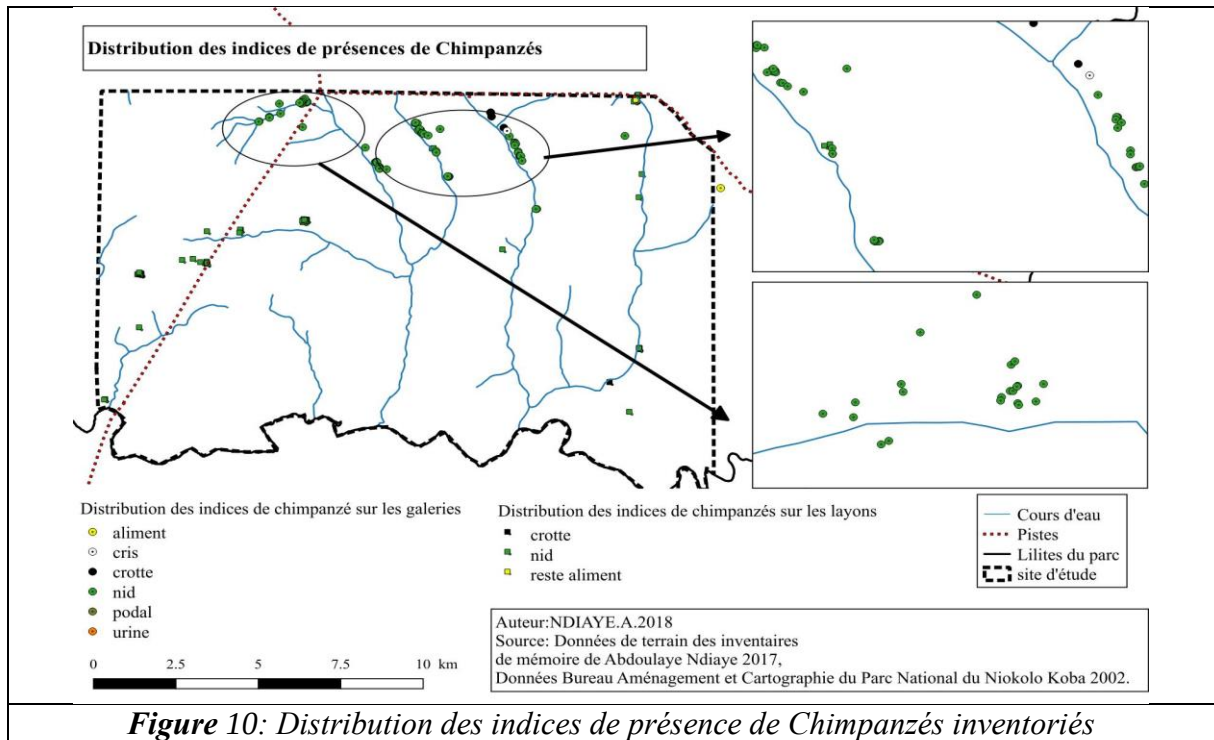 Distribution des indices de présences de Chimpanzés
Distribution des indices de chimpanzé sur les galeries
aliment
cris
crotte
nid
podal
urine
0 2.5 5 7.5 10 km
Distribution des indices de chimpanzés sur les layons
crotte
nid
reste aliment
Cours d'eau
Pistes
Lilites du parc
site d'étude
Auteur:NDIAYE.A.2018
Source: Données de terrain des inventaires
de mémoire de Abdoulaye Ndiaye 2017,
Données Bureau Aménagement et Cartographie du Parc National du Niokolo Koba 2002.
Figure 10: Distribution des indices de présence de Chimpanzés inventoriés